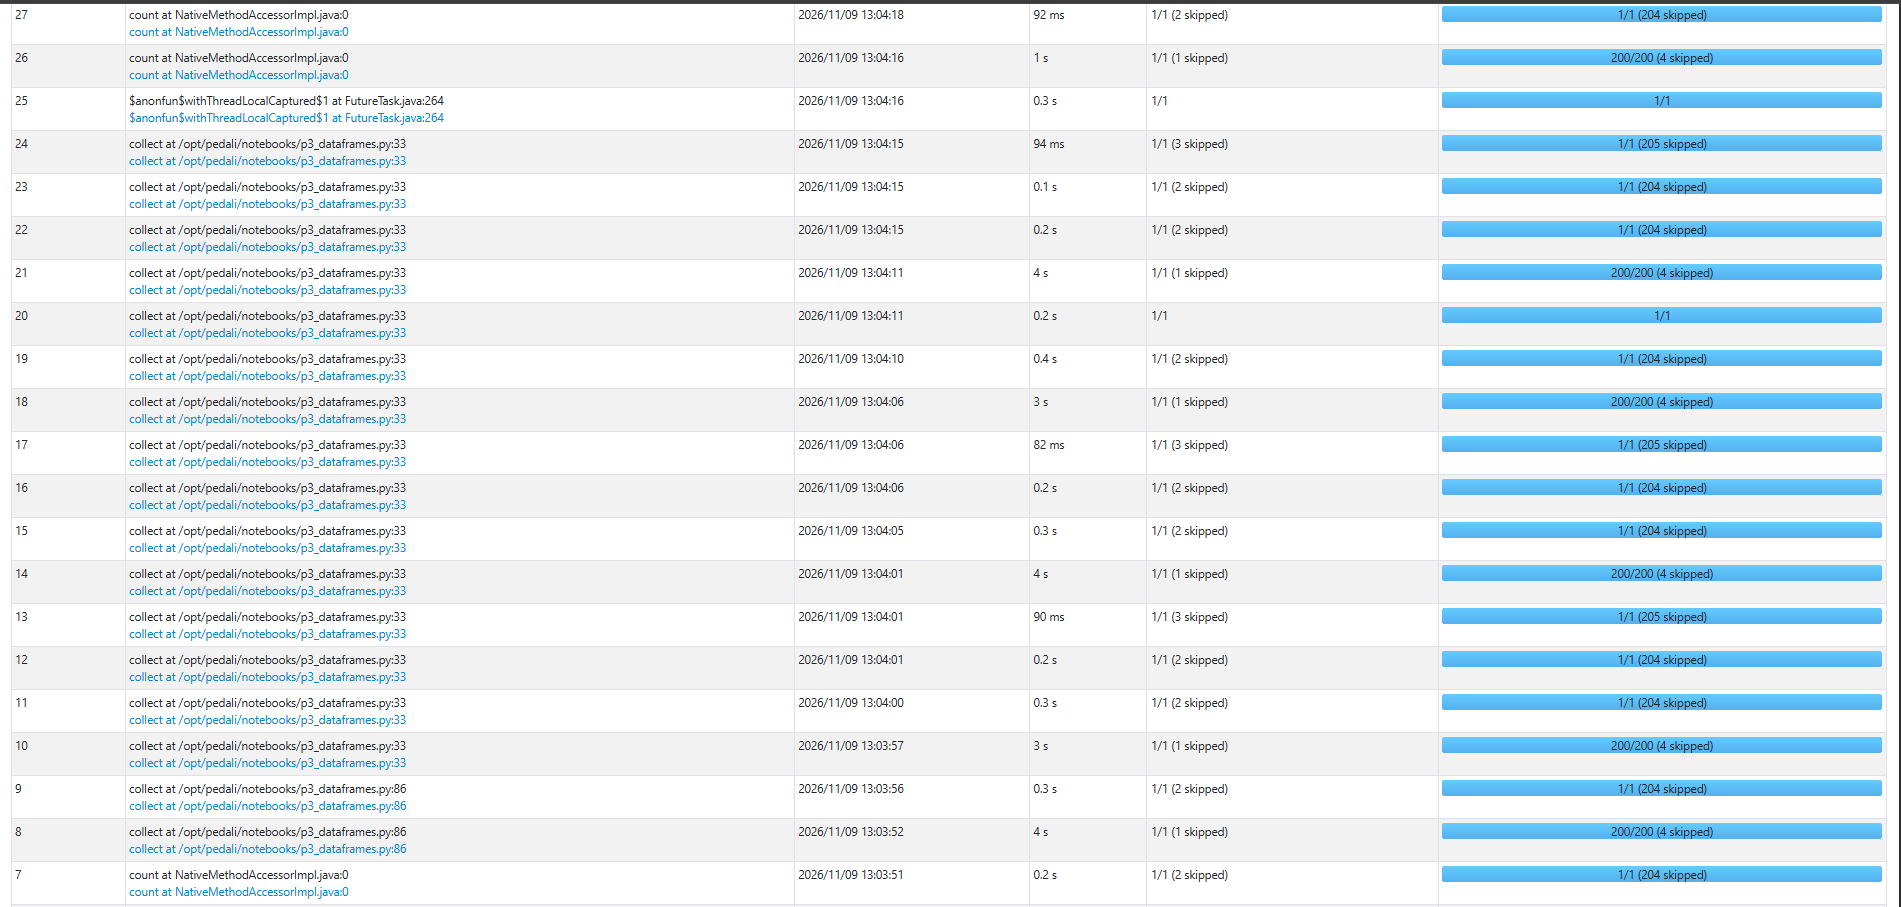 27 count at NativeMethodAccessorImpl.java:0 2026/11/09 13:04:18 92 ms 1/1 (2 skipped) 1/1 (204 skipped)
count at NativeMethodAccessorImpl.java:0
26 count at NativeMethodAccessorImpl.java:0 2026/11/09 13:04:16 1 s 1/1 (1 skipped) 200/200 (4 skipped)
count at NativeMethodAccessorImpl.java:0
25 $anonfun$withThreadLocalCaptured$1 at FutureTask.java:264 2026/11/09 13:04:16 0.3 s 1/1 1/1
$anonfun$withThreadLocalCaptured$1 at FutureTask.java:264
24 collect at /opt/pedali/notebooks/p3_dataframes.py:33 2026/11/09 13:04:15 94 ms 1/1 (3 skipped) 1/1 (205 skipped)
collect at /opt/pedali/notebooks/p3_dataframes.py:33
23 collect at /opt/pedali/notebooks/p3_dataframes.py:33 2026/11/09 13:04:15 0.1 s 1/1 (2 skipped) 1/1 (204 skipped)
collect at /opt/pedali/notebooks/p3_dataframes.py:33
22 collect at /opt/pedali/notebooks/p3_dataframes.py:33 2026/11/09 13:04:15 0.2 s 1/1 (2 skipped) 1/1 (204 skipped)
collect at /opt/pedali/notebooks/p3_dataframes.py:33
21 collect at /opt/pedali/notebooks/p3_dataframes.py:33 2026/11/09 13:04:11 4 s 1/1 (1 skipped) 200/200 (4 skipped)
collect at /opt/pedali/notebooks/p3_dataframes.py:33
20 collect at /opt/pedali/notebooks/p3_dataframes.py:33 2026/11/09 13:04:11 0.2 s 1/1 1/1
collect at /opt/pedali/notebooks/p3_dataframes.py:33
19 collect at /opt/pedali/notebooks/p3_dataframes.py:33 2026/11/09 13:04:10 0.4 s 1/1 (2 skipped) 1/1 (204 skipped)
collect at /opt/pedali/notebooks/p3_dataframes.py:33
18 collect at /opt/pedali/notebooks/p3_dataframes.py:33 2026/11/09 13:04:06 3 s 1/1 (1 skipped) 200/200 (4 skipped)
collect at /opt/pedali/notebooks/p3_dataframes.py:33
17 collect at /opt/pedali/notebooks/p3_dataframes.py:33 2026/11/09 13:04:06 82 ms 1/1 (3 skipped) 1/1 (205 skipped)
collect at /opt/pedali/notebooks/p3_dataframes.py:33
16 collect at /opt/pedali/notebooks/p3_dataframes.py:33 2026/11/09 13:04:06 0.2 s 1/1 (2 skipped) 1/1 (204 skipped)
collect at /opt/pedali/notebooks/p3_dataframes.py:33
15 collect at /opt/pedali/notebooks/p3_dataframes.py:33 2026/11/09 13:04:05 0.3 s 1/1 (2 skipped) 1/1 (204 skipped)
collect at /opt/pedali/notebooks/p3_dataframes.py:33
14 collect at /opt/pedali/notebooks/p3_dataframes.py:33 2026/11/09 13:04:01 4 s 1/1 (1 skipped) 200/200 (4 skipped)
collect at /opt/pedali/notebooks/p3_dataframes.py:33
13 collect at /opt/pedali/notebooks/p3_dataframes.py:33 2026/11/09 13:04:01 90 ms 1/1 (3 skipped) 1/1 (205 skipped)
collect at /opt/pedali/notebooks/p3_dataframes.py:33
12 collect at /opt/pedali/notebooks/p3_dataframes.py:33 2026/11/09 13:04:01 0.2 s 1/1 (2 skipped) 1/1 (204 skipped)
collect at /opt/pedali/notebooks/p3_dataframes.py:33
11 collect at /opt/pedali/notebooks/p3_dataframes.py:33 2026/11/09 13:04:00 0.3 s 1/1 (2 skipped) 1/1 (204 skipped)
collect at /opt/pedali/notebooks/p3_dataframes.py:33
10 collect at /opt/pedali/notebooks/p3_dataframes.py:33 2026/11/09 13:03:57 3 s 1/1 (1 skipped) 200/200 (4 skipped)
collect at /opt/pedali/notebooks/p3_dataframes.py:33
9 collect at /opt/pedali/notebooks/p3_dataframes.py:86 2026/11/09 13:03:56 0.3 s 1/1 (2 skipped) 1/1 (204 skipped)
collect at /opt/pedali/notebooks/p3_dataframes.py:86
8 collect at /opt/pedali/notebooks/p3_dataframes.py:86 2026/11/09 13:03:52 4 s 1/1 (1 skipped) 200/200 (4 skipped)
collect at /opt/pedali/notebooks/p3_dataframes.py:86
7 count at NativeMethodAccessorImpl.java:0 2026/11/09 13:03:51 0.2 s 1/1 (2 skipped) 1/1 (204 skipped)
count at NativeMethodAccessorImpl.java:0